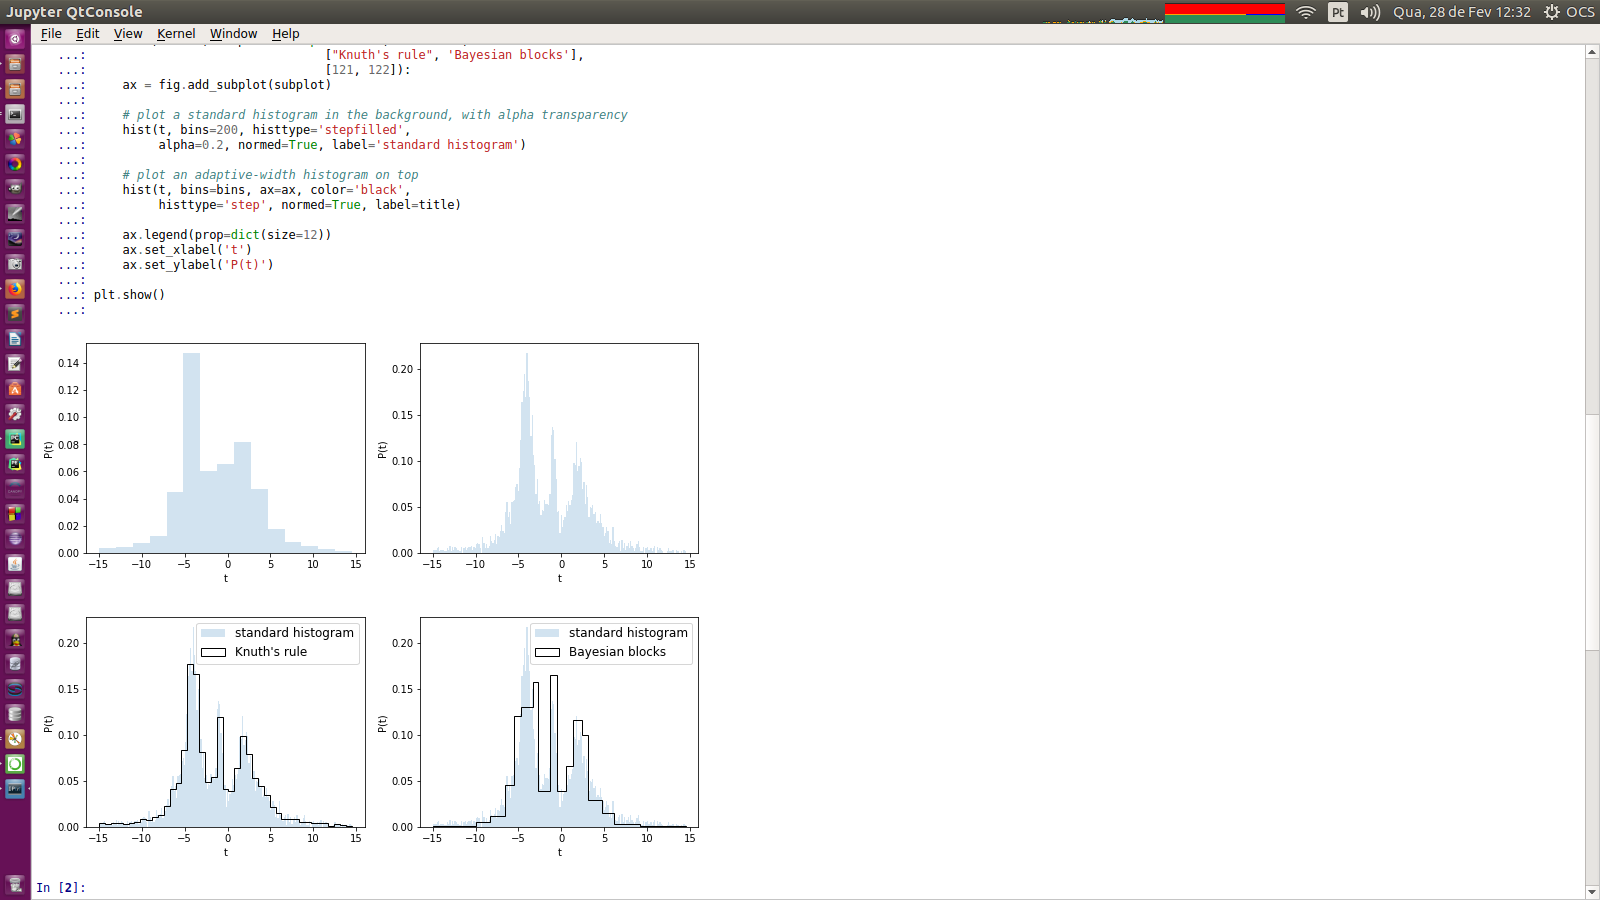 Jupyter QtConsole
Pt
Qua, 28 de Fev 12:32
OCS
File Edit View Kernel Window Help
...: ["Knuth's rule", 'Bayesian blocks'],
...: [121, 122]):
...: ax = fig.add_subplot(subplot)
...:
...: # plot a standard histogram in the background, with alpha transparency
...: hist(t, bins=200, histtype='stepfilled',
...: alpha=0.2, normed=True, label='standard histogram')
...:
...: # plot an adaptive-width histogram on top
...: hist(t, bins=bins, ax=ax, color='black',
...: histtype='step', normed=True, label=title)
...:
...: ax.legend(prop=dict(size=12))
...: ax.set_xlabel('t')
...: ax.set_ylabel('P(t)')
...:
...: plt.show()
...:
0.14
0.12
0.10
0.08
0.06
0.04
0.02
0.00
P(t)
−15 −10 −5 0 5 10 15
t
0.20
0.15
0.10
0.05
0.00
P(t)
−15 −10 −5 0 5 10 15
t
standard histogram
Knuth's rule
0.20
0.15
0.10
0.05
0.00
P(t)
−15 −10 −5 0 5 10 15
t
standard histogram
Bayesian blocks
0.20
0.15
0.10
0.05
0.00
P(t)
−15 −10 −5 0 5 10 15
t
In [2]: